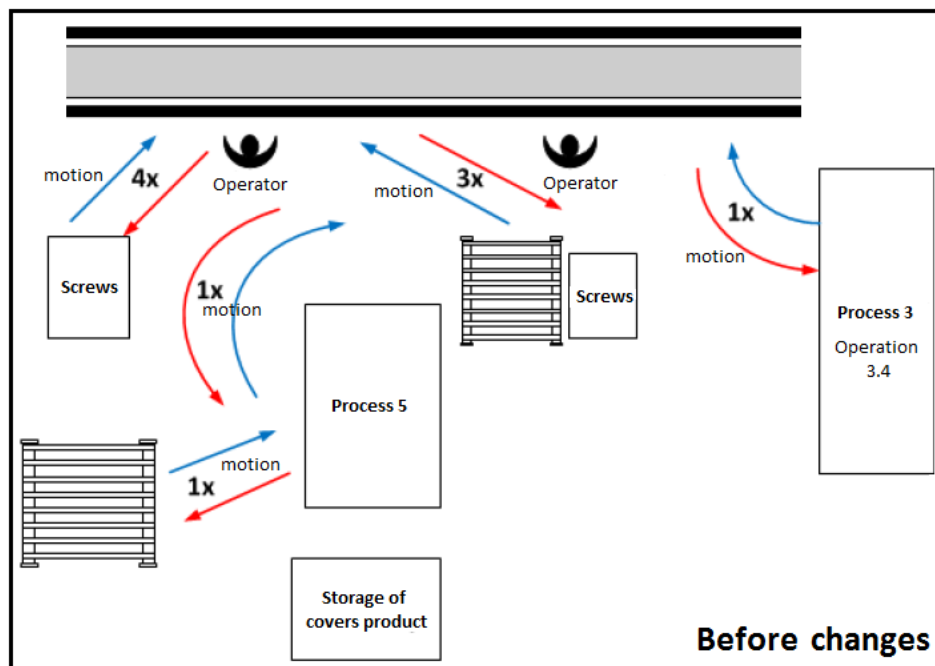 motion
4x
Operator
motion
3x
Operator
1x
motion
Screws
1x
motion
Screws
Process 3
Operation
3.4
Process 5
motion
1x
Storage of
covers product
Before changes